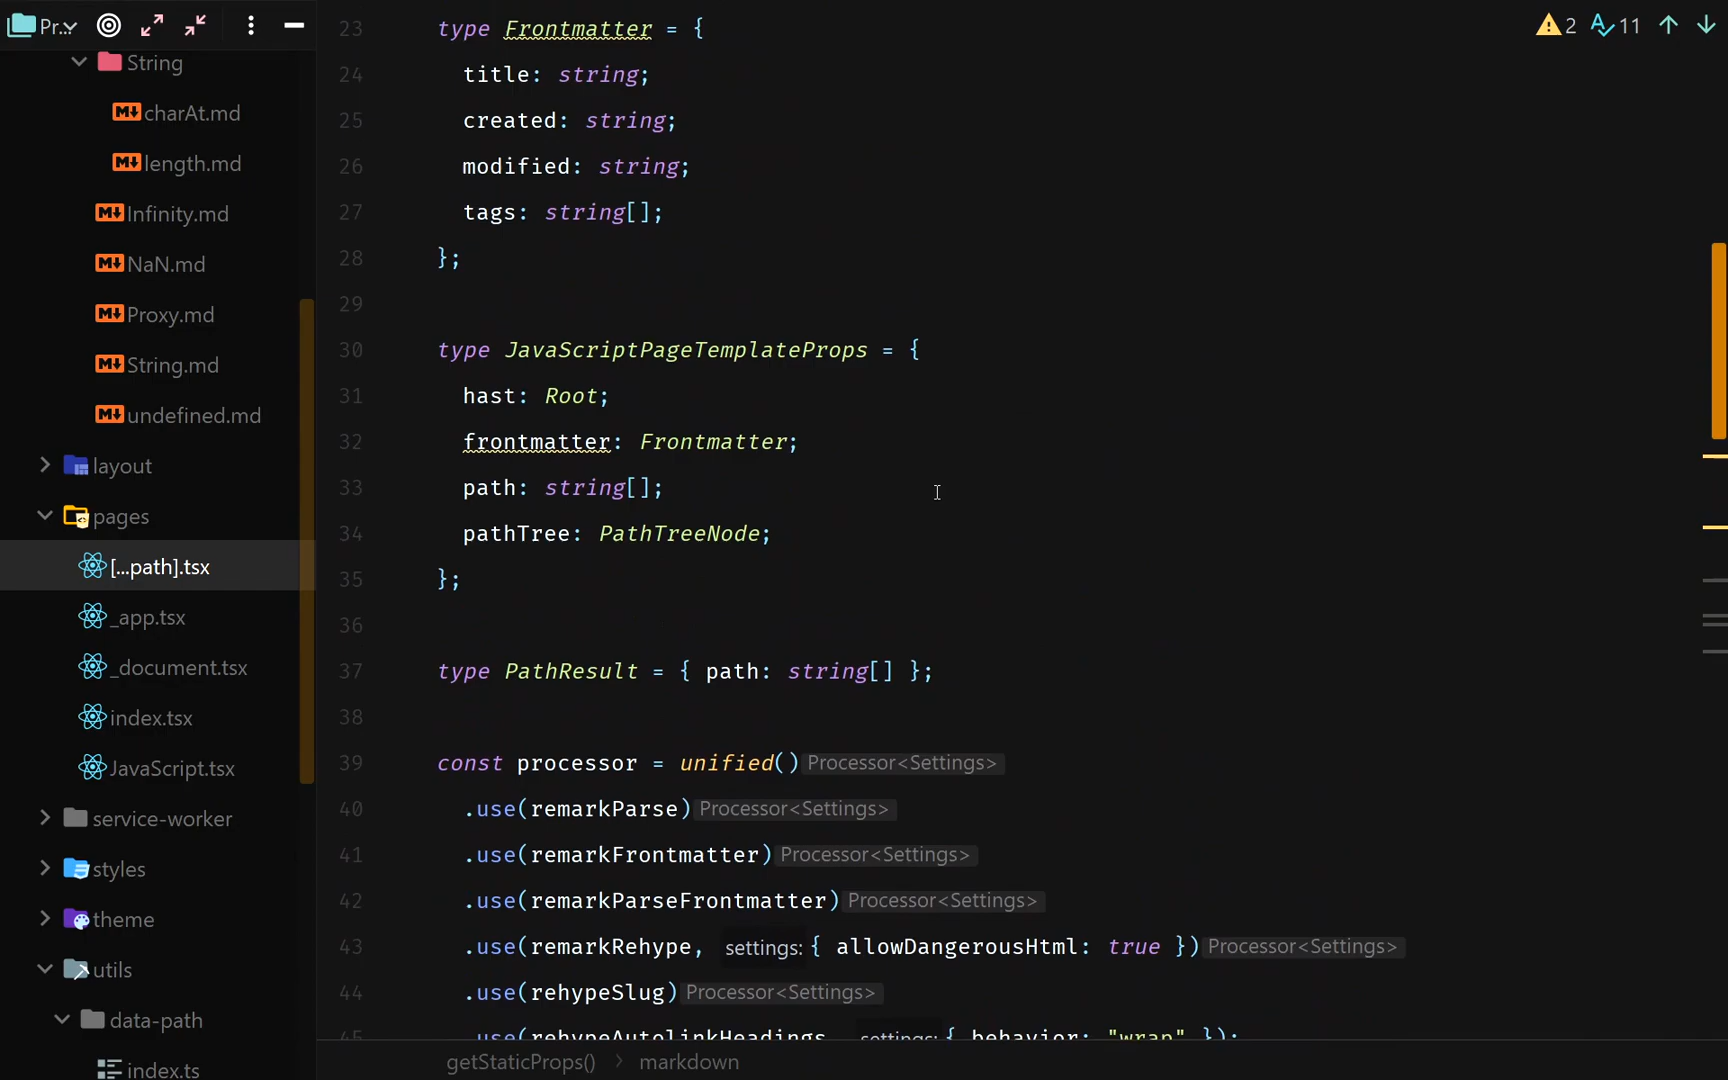 Pr..
2 11
String
charAt.md
length.md
Infinity.md
NaN.md
Proxy.md
String.md
undefined.md
layout
pages
[...path].tsx
_app.tsx
_document.tsx
index.tsx
JavaScript.tsx
service-worker
styles
theme
utils
data-path
index.ts
23 type Frontmatter = {
24 title: string;
25 created: string;
26 modified: string;
27 tags: string[];
28 };
29
30 type JavaScriptPageTemplateProps = {
31 hast: Root;
32 frontmatter: Frontmatter;
33 path: string[];
34 pathTree: PathTreeNode;
35 };
36
37 type PathResult = { path: string[] };
38
39 const processor = unified() Processor<Settings>
40 .use(remarkParse) Processor<Settings>
41 .use(remarkFrontmatter) Processor<Settings>
42 .use(remarkParseFrontmatter) Processor<Settings>
43 .use(remarkRehype, settings: { allowDangerousHtml: true }) Processor<Settings>
44 .use(rehypeSlug) Processor<Settings>
45 .use(rehypeAutolinkHeadings, settings: { behavior: "wrap" });
getStaticProps() > markdown